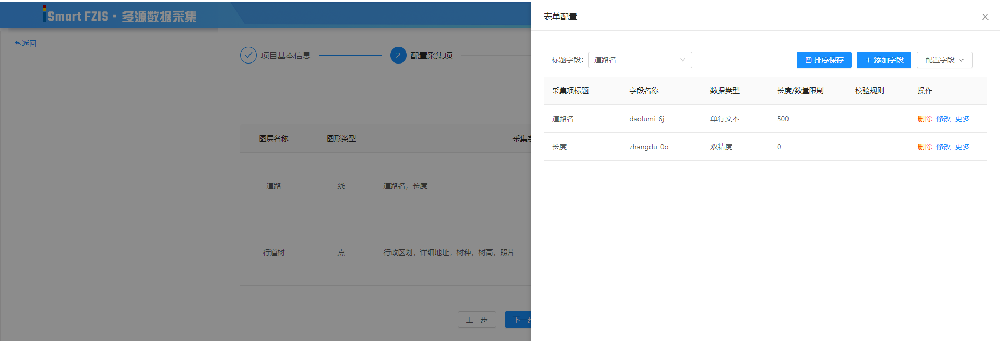 Smart FZIS · 多源数据采集
返回
项目基本信息
2 配置采集项
图层名称 图形类型 采集字
道路 线 道路名，长度
行道树 点 行政区划，详细地址，树种，树高，照片
上一步 下一步
表单配置
标题字段： 道路名 排序保存 添加字段 配置字段
采集项标题 字段名称 数据类型 长度/数量限制 校验规则 操作
道路名 daolumi_6j 单行文本 500 删除 修改 更多
长度 zhangdu_0o 双精度 0 删除 修改 更多